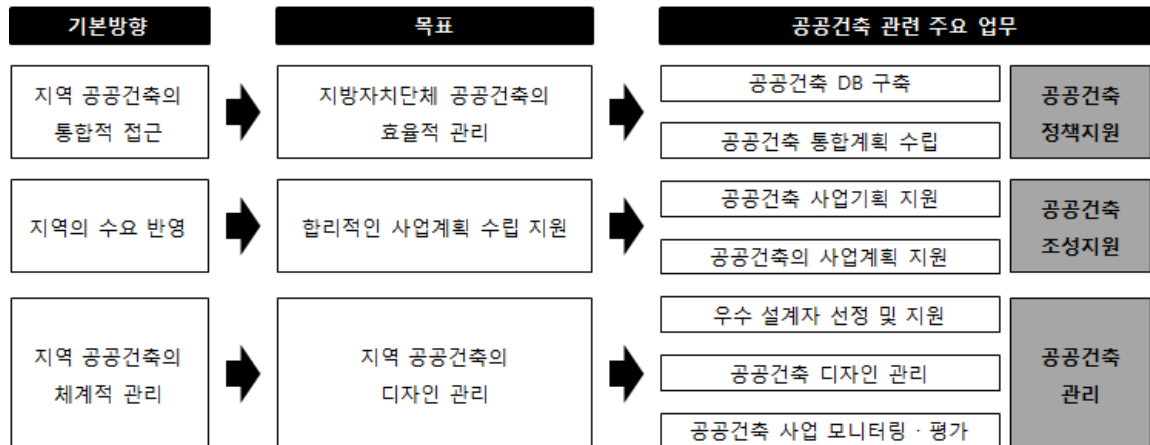 기본방향
목표
공공건축 관련 주요 업무
지역 공공건축의
통합적 접근
지방자치단체 공공건축의
효율적 관리
공공건축 DB 구축
공공건축 통합계획 수립
공공건축
정책지원
지역의 수요 반영
합리적인 사업계획 수립 지원
공공건축 사업기획 지원
공공건축의 사업계획 지원
공공건축
조성지원
지역 공공건축의
체계적 관리
지역 공공건축의
디자인 관리
우수 설계자 선정 및 지원
공공건축 디자인 관리
공공건축 사업 모니터링 · 평가
공공건축
관리